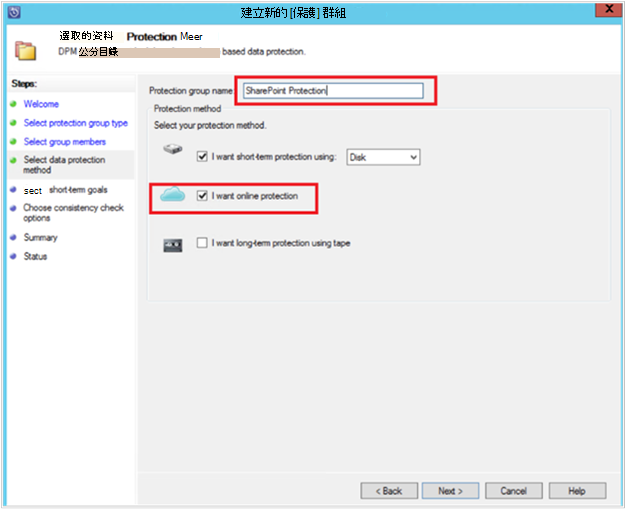 建立新的 [保護] 群組
X
選取的資料 Protection Meer
DPM 公分目錄 based data protection.
Steps:
Welcome
Select protection group type
Select group members
Select data protection
method
sect short-term goals
Choose consistency check
options
Summary
Status
Protection group name: SharePoint Protection
Protection method
Select your protection method.
I want short-term protection using: Disk
I want online protection
I want long-term protection using tape
< Back Next > Cancel Help